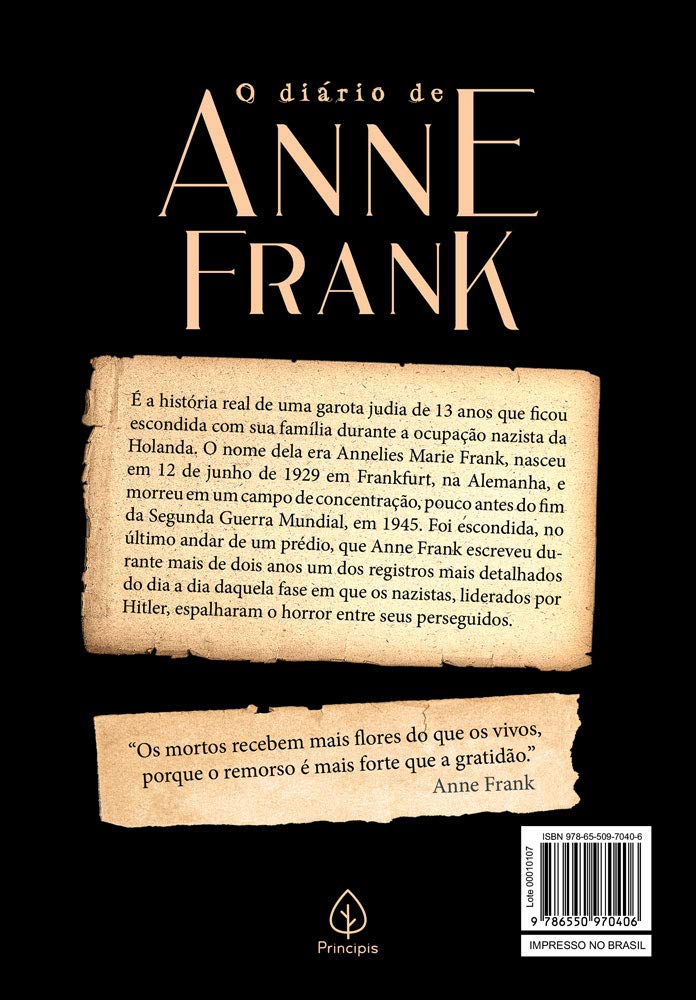 O diário de
ANNE
FRANK
É a história real de uma garota judia de 13 anos que ficou
escondida com sua família durante a ocupação nazista da
Holanda. O nome dela era Annelies Marie Frank, nasceu
em 12 de junho de 1929 em Frankfurt, na Alemanha, e
morreu em um campo de concentração, pouco antes do fim
da Segunda Guerra Mundial, em 1945. Foi escondida, no
último andar de um prédio, que Anne Frank escreveu du-
rante mais de dois anos um dos registros mais detalhados
do dia a dia daquela fase em que os nazistas, liderados por
Hitler, espalharam o horror entre seus perseguidos.
“Os mortos recebem mais flores do que os vivos,
porque o remorso é mais forte que a gratidão.”
Anne Frank
ISBN 978-65-509-7040-6
Lote 00010107
9 786550 970406
IMPRESSO NO BRASIL
Principis